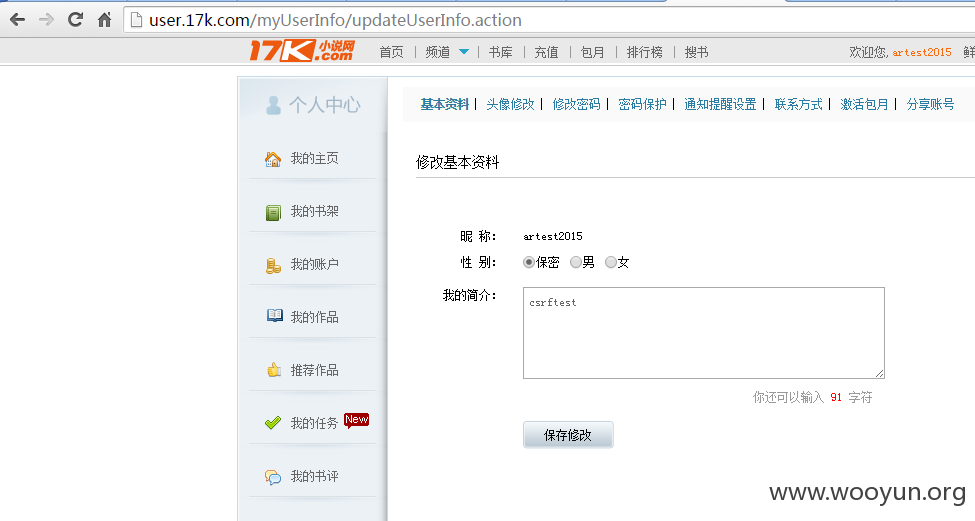 user.17k.com/myUserInfo/updateUserInfo.action
17K小说网.com 首页 | 频道 | 书库 | 充值 | 包月 | 排行榜 | 搜书 欢迎您, artest2015 鲜
个人中心
基本资料 | 头像修改 | 修改密码 | 密码保护 | 通知提醒设置 | 联系方式 | 激活包月 | 分享账号
我的主页
我的书架
我的账户
我的作品
推荐作品
我的任务 New
我的书评
修改基本资料
昵 称: artest2015
性 别: 保密 男 女
我的简介: csrftest
你还可以输入 91 字符
保存修改
www.wooyun.org